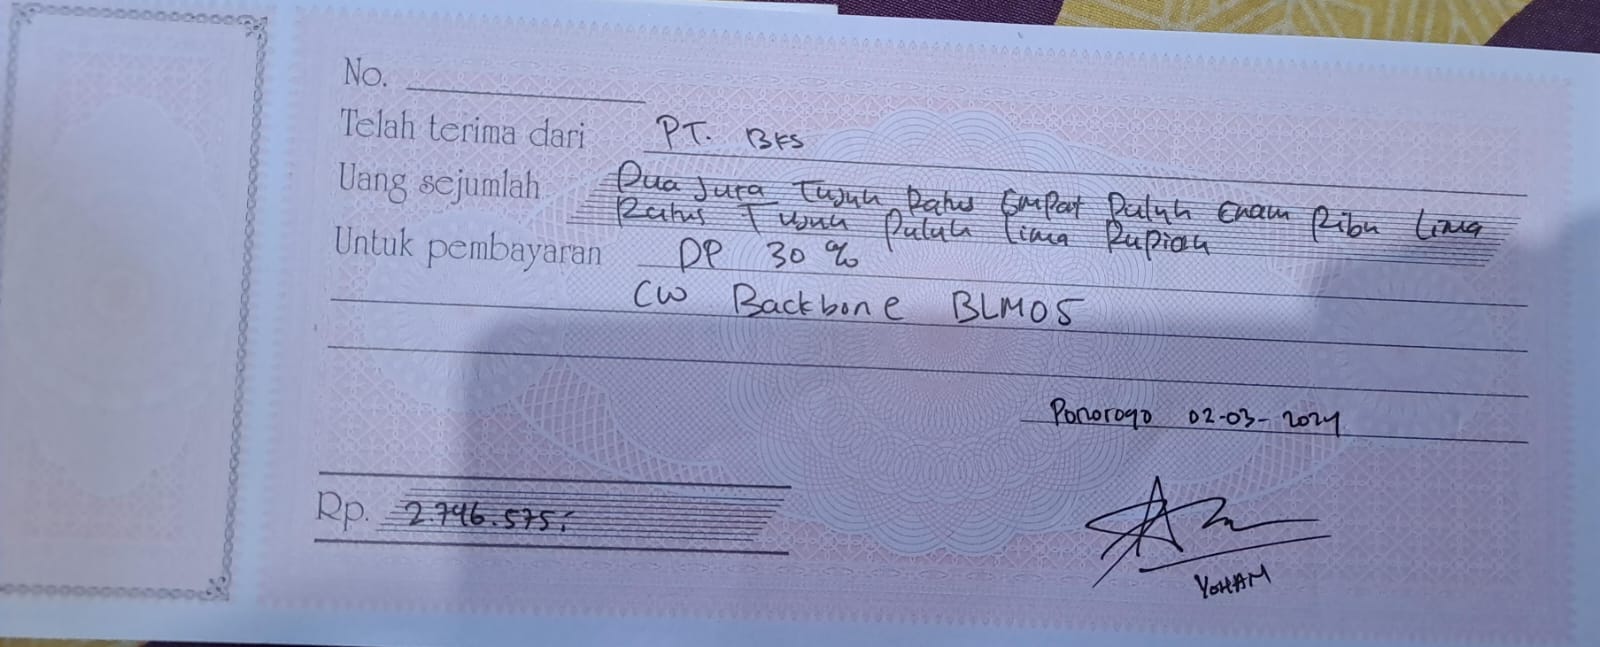 No.
Telah terima dari PT. BKS
Uang sejumlah Dua Juta Tujuh Ratus Empat Puluh Enam Ribu Lima
Ratus Tujuh Puluh Lima Rupiah
Untuk pembayaran DP 30 %
CW Backbone BLM05
Ponorogo 02-03-2024
Rp. 2.746.575,-
YOHAM